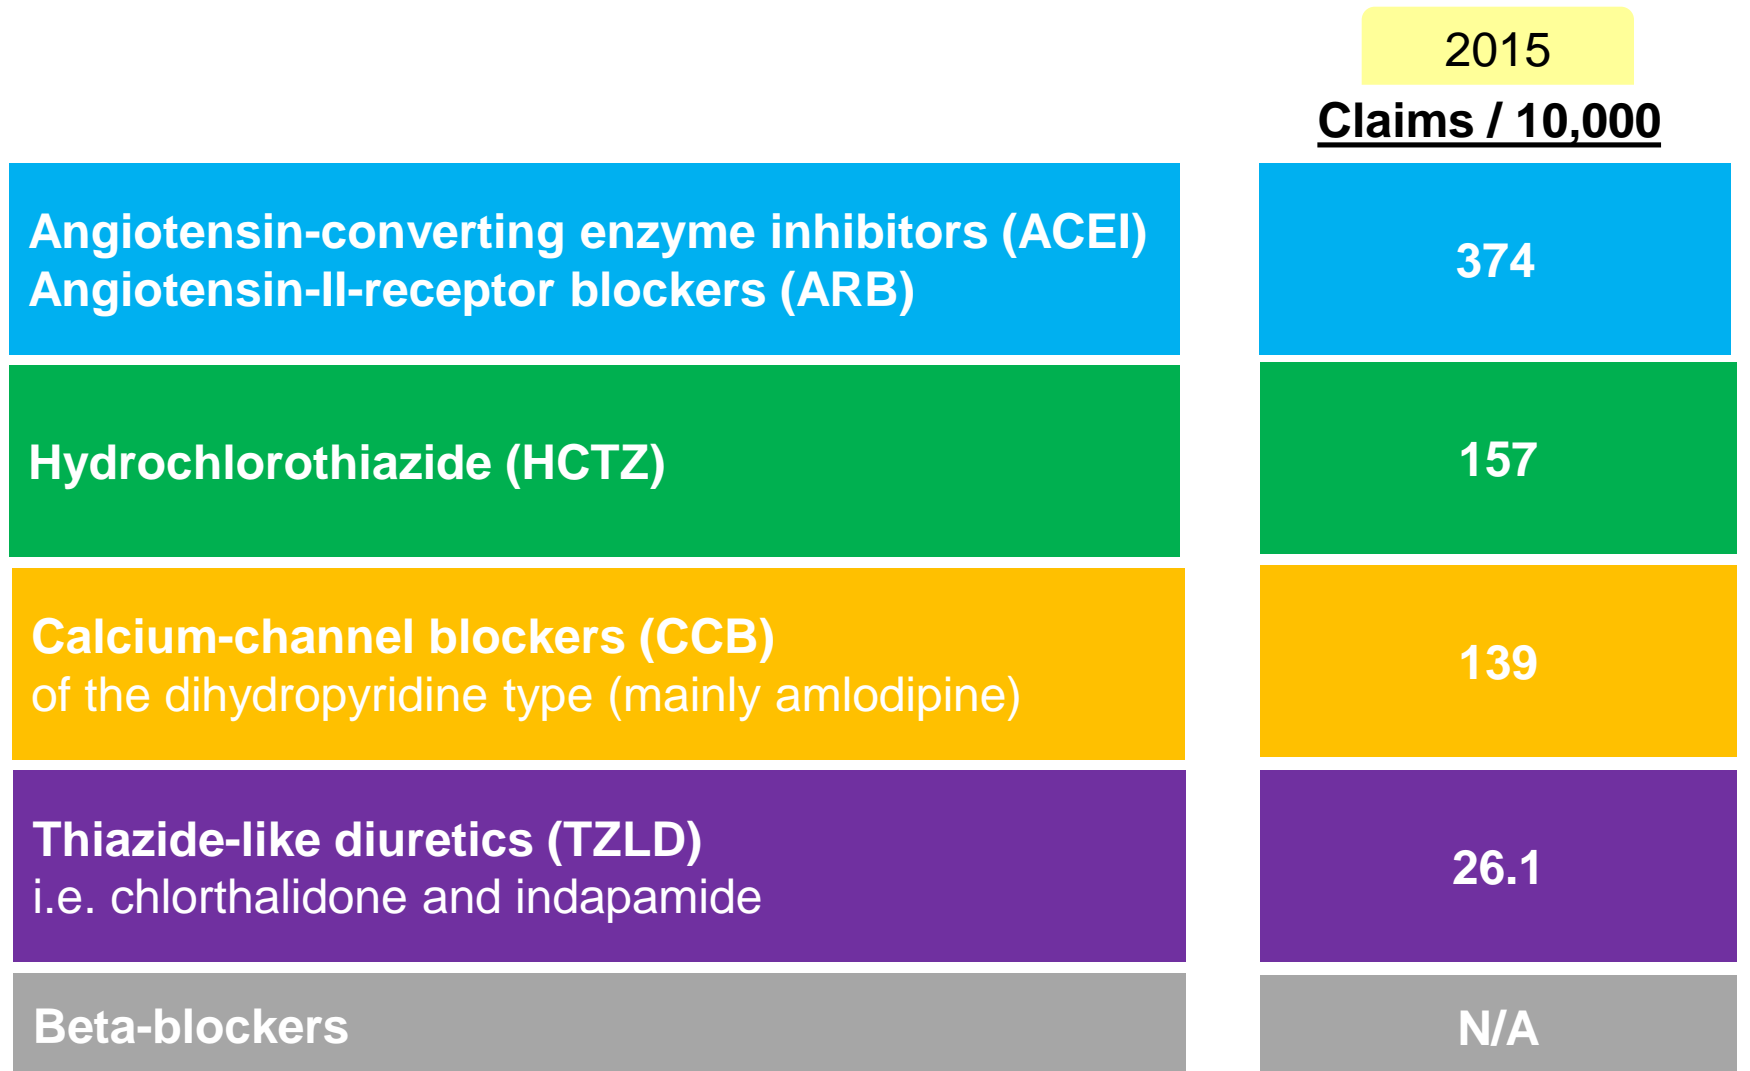 2015
Claims / 10,000
Angiotensin-converting enzyme inhibitors (ACEI)
Angiotensin-II-receptor blockers (ARB)
374
Hydrochlorothiazide (HCTZ)
157
Calcium-channel blockers (CCB)
of the dihydropyridine type (mainly amlodipine)
139
Thiazide-like diuretics (TZLD)
i.e. chlorthalidone and indapamide
26.1
Beta-blockers
N/A